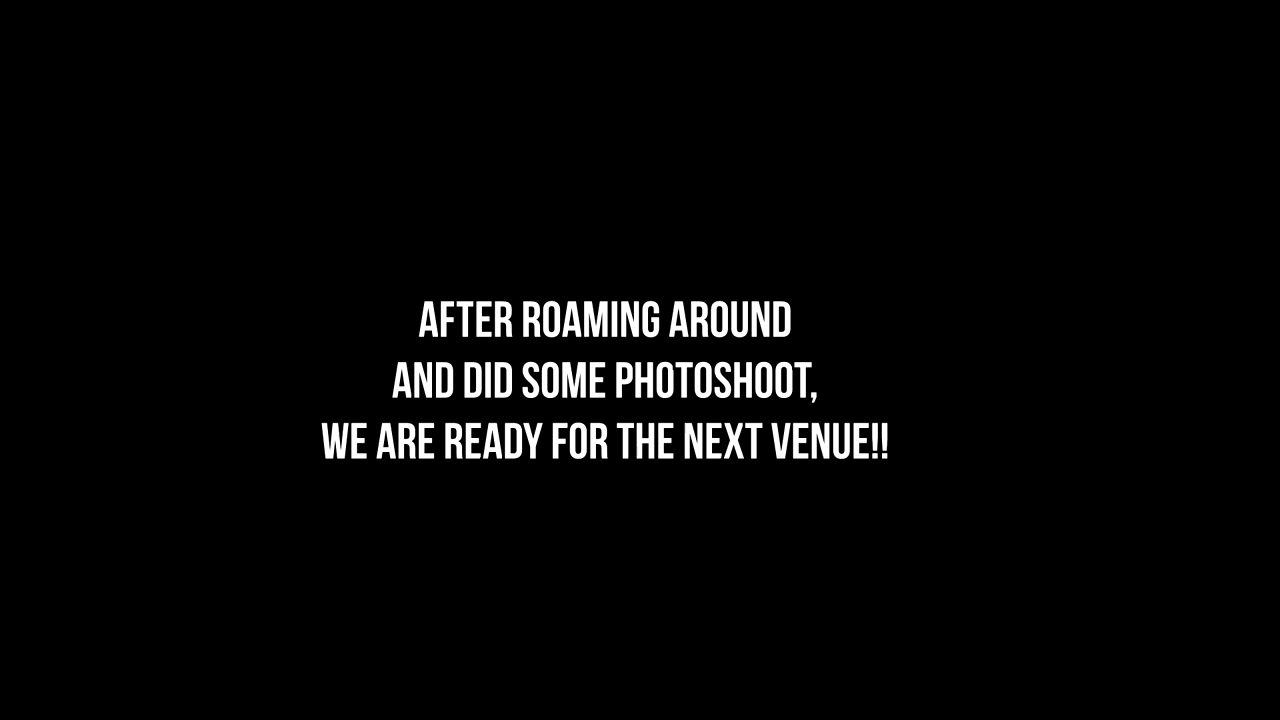 AFTER ROAMING AROUND
AND DID SOME PHOTOSHOOT,
WE ARE READY FOR THE NEXT VENUE!!